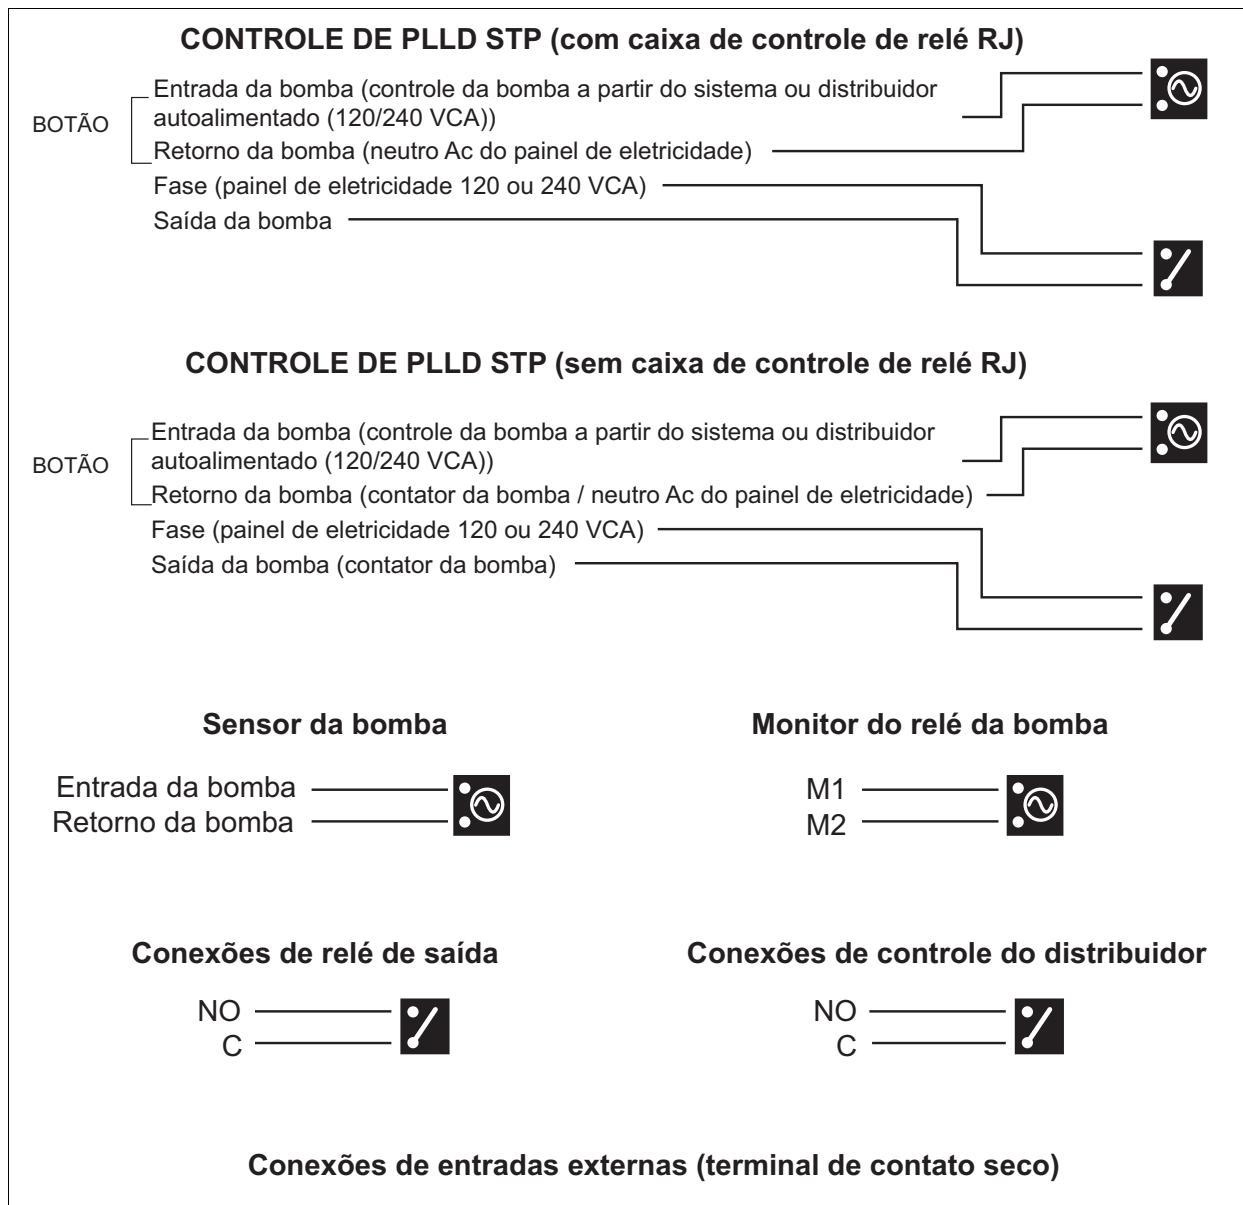 CONTROLE DE PLLD STP (com caixa de controle de relé RJ)
BOTÃO
Entrada da bomba (controle da bomba a partir do sistema ou distribuidor
autoalimentado (120/240 VCA))
Retorno da bomba (neutro Ac do painel de eletricidade)
Fase (painel de eletricidade 120 ou 240 VCA)
Saída da bomba
CONTROLE DE PLLD STP (sem caixa de controle de relé RJ)
BOTÃO
Entrada da bomba (controle da bomba a partir do sistema ou distribuidor
autoalimentado (120/240 VCA))
Retorno da bomba (contator da bomba / neutro Ac do painel de eletricidade)
Fase (painel de eletricidade 120 ou 240 VCA)
Saída da bomba (contator da bomba)
Sensor da bomba
Entrada da bomba
Retorno da bomba
Monitor do relé da bomba
M1
M2
Conexões de relé de saída
NO
C
Conexões de controle do distribuidor
NO
C
Conexões de entradas externas (terminal de contato seco)